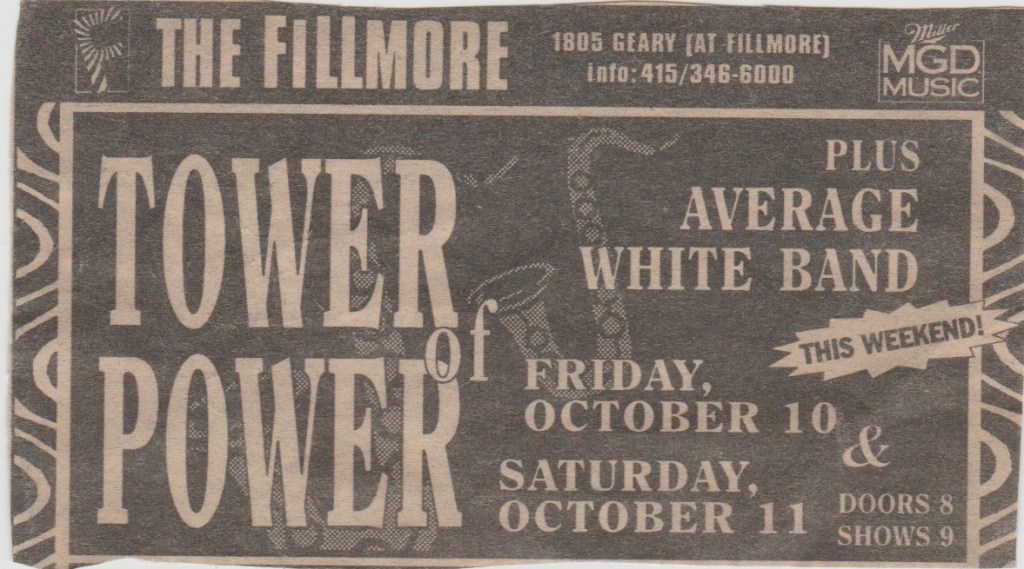 THE FILLMORE
1805 GEARY (AT FILLMORE)
info: 415/346-6000
Miller
MGD
MUSIC
TOWER
of
POWER
PLUS
AVERAGE
WHITE BAND
THIS WEEKEND!
FRIDAY,
OCTOBER 10
&
SATURDAY,
OCTOBER 11
DOORS 8
SHOWS 9